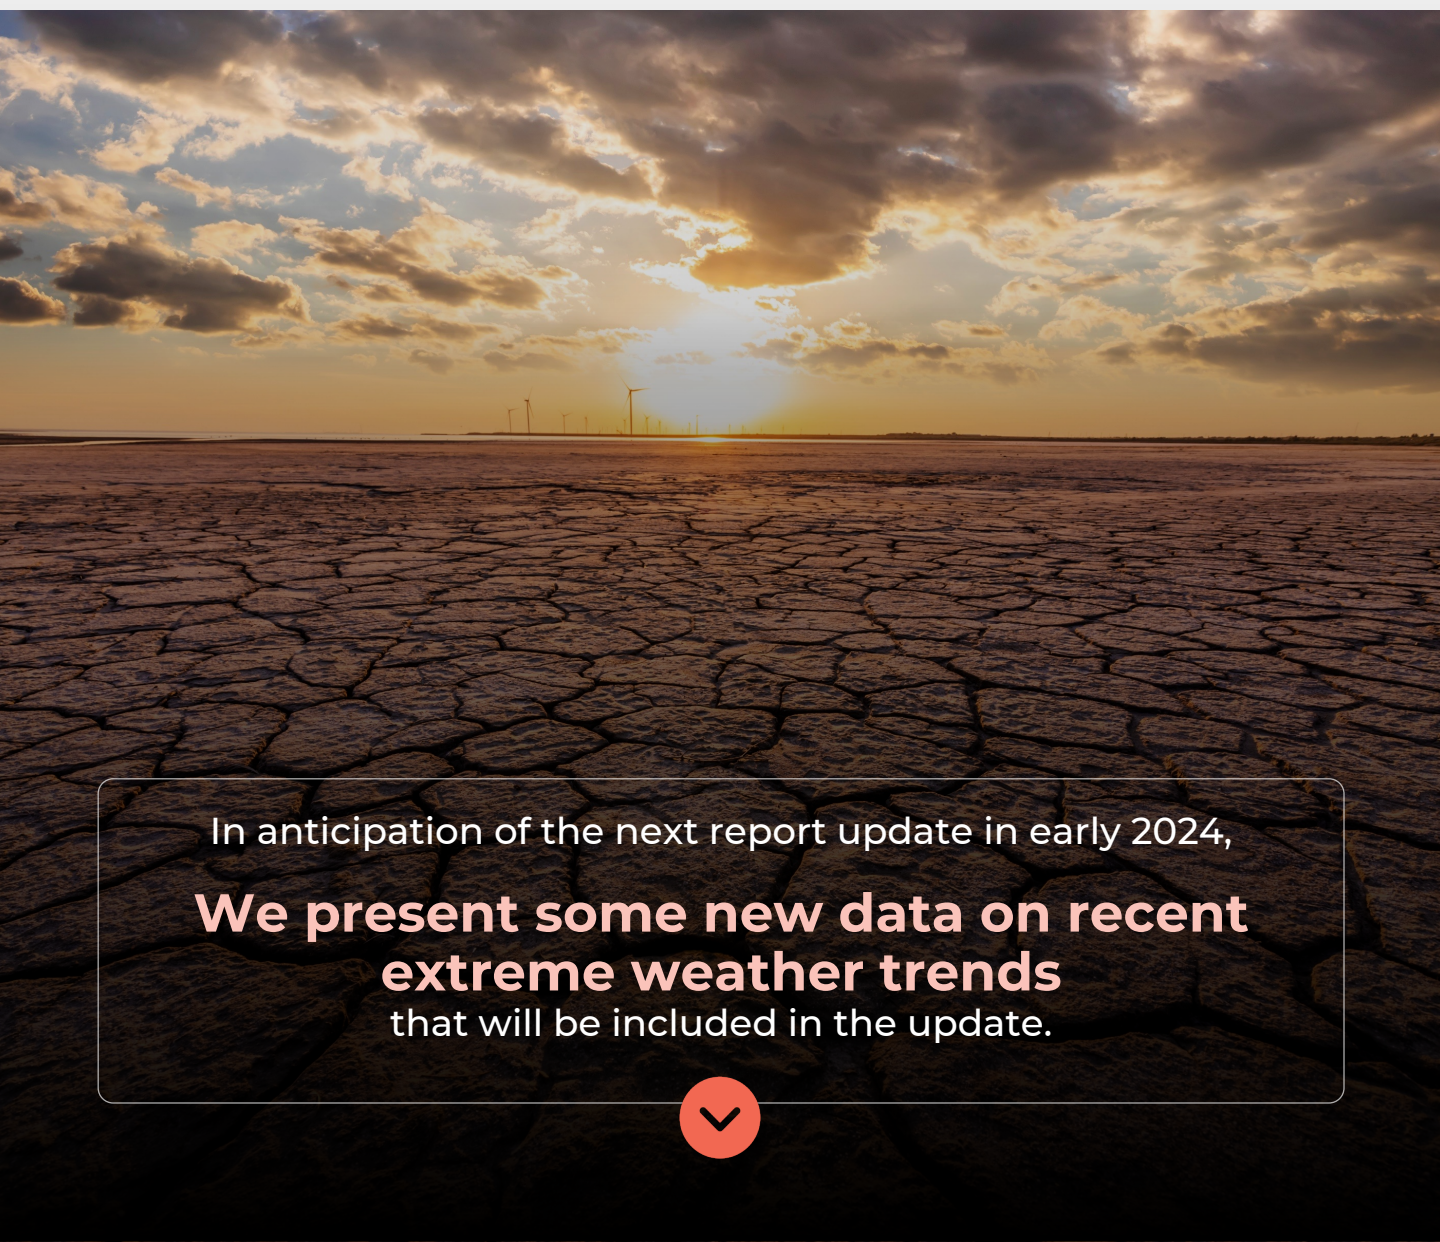 In anticipation of the next report update in early 2024,
We present some new data on recent
extreme weather trends
that will be included in the update.